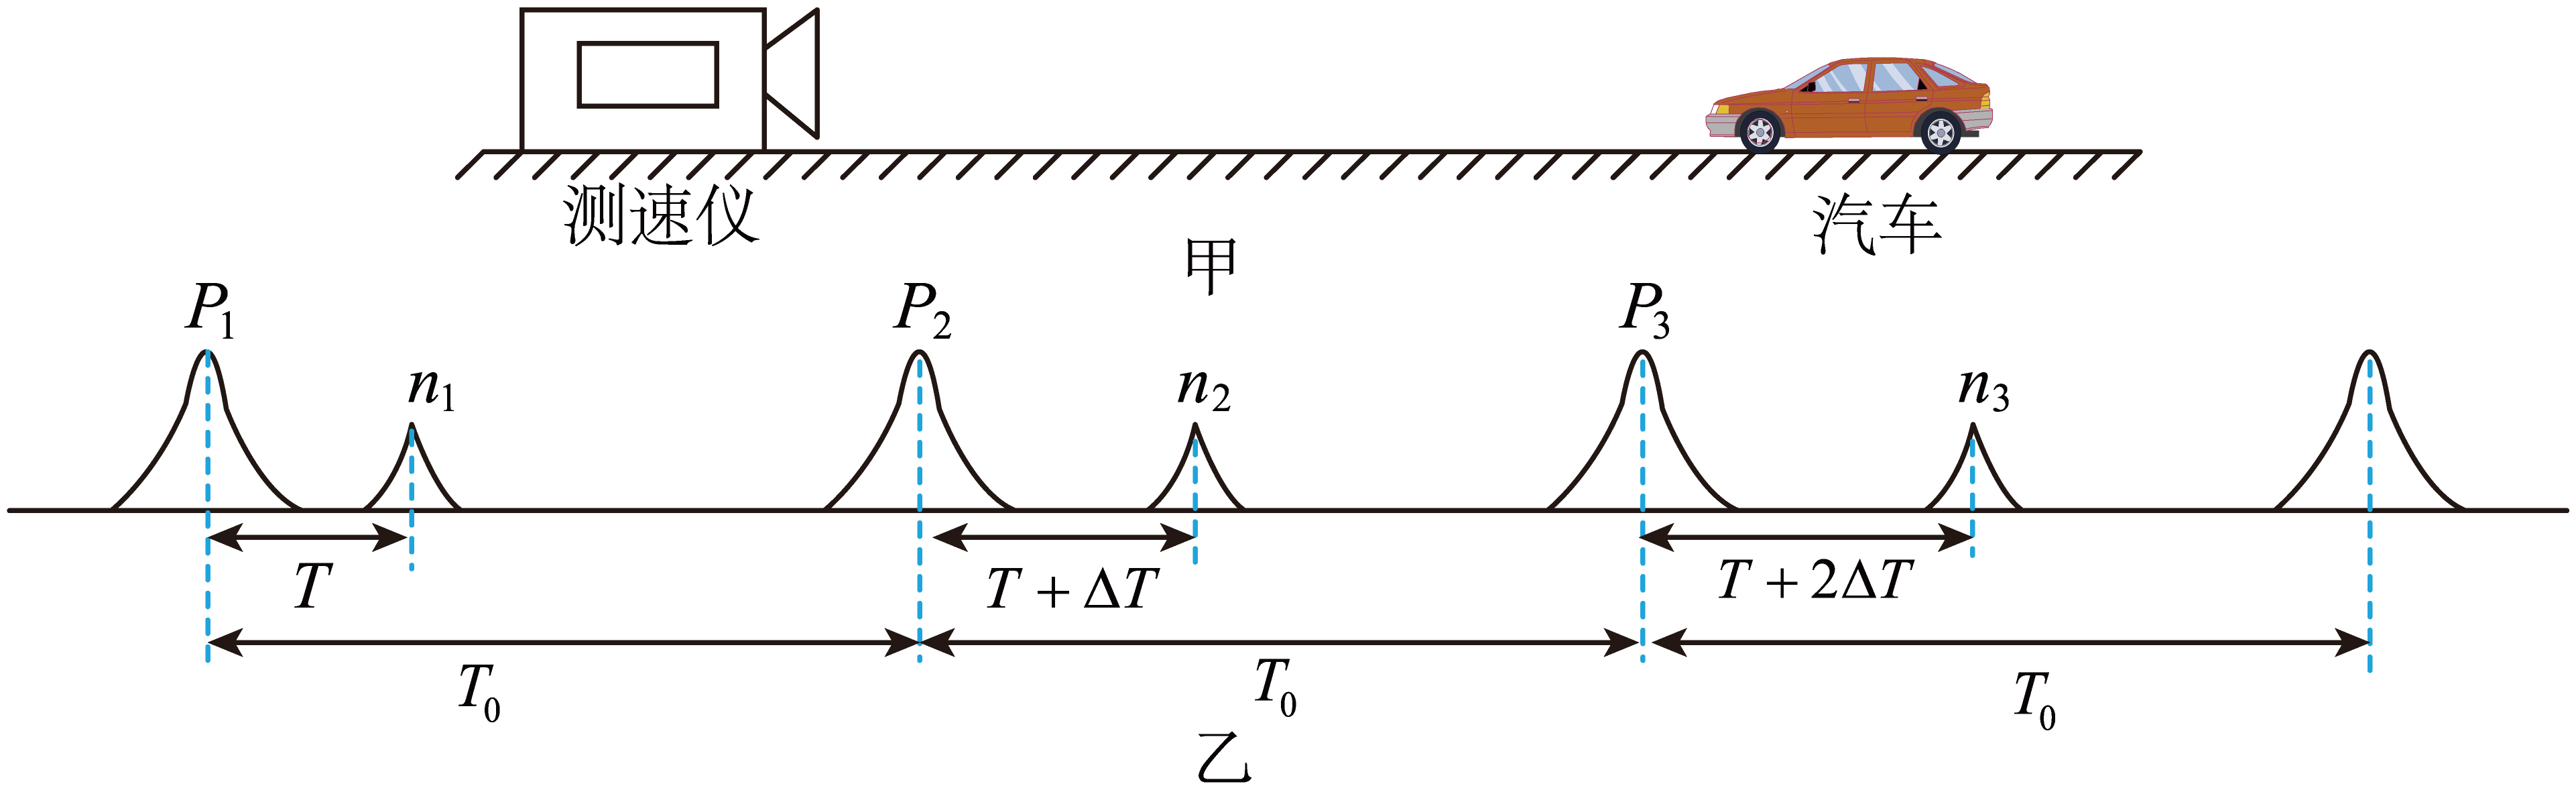 测速仪
汽车
甲
P₁
P₂
P₃
n₁
n₂
n₃
T
T + ΔT
T + 2ΔT
T₀
T₀
T₀
乙